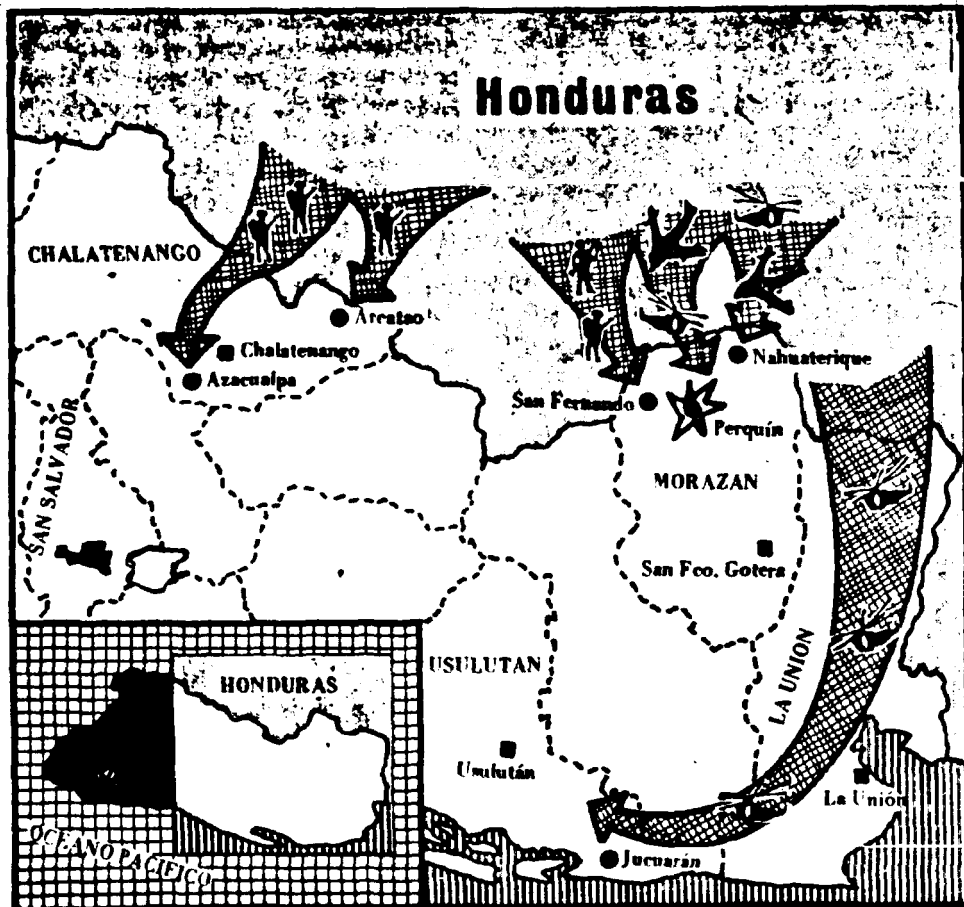 Honduras
CHALATENANGO
Arcatao
Chalatenango
Azacualpa
Nahuaterique
San Fernando
Perquín
SAN SALVADOR
MORAZAN
San Fco. Gotera
USULUTAN
LA UNION
HONDURAS
Usulután
La Unión
OCEANO PACIFICO
Jucuarán